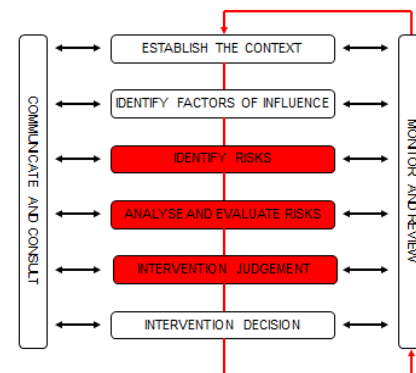 ESTABLISH THE CONTEXT
IDENTIFY FACTORS OF INFLUENCE
IDENTIFY RISKS
ANALYSE AND EVALUATE RISKS
INTERVENTION JUDGEMENT
INTERVENTION DECISION
COMMUNICATE AND CONSULT
MONITOR AND REVIEW